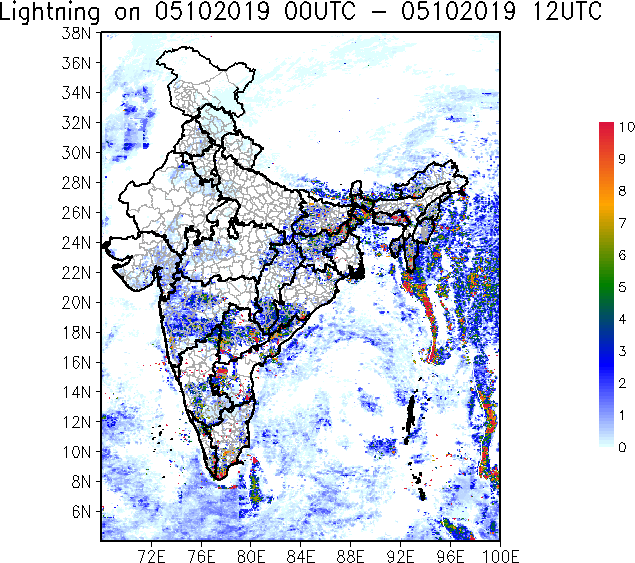 Lightning on 05102019 00UTC – 05102019 12UTC
38N
36N
34N
32N
30N
28N
26N
24N
22N
20N
18N
16N
14N
12N
10N
8N
6N
72E 76E 80E 84E 88E 92E 96E 100E
10
9
8
7
6
5
4
3
2
1
0